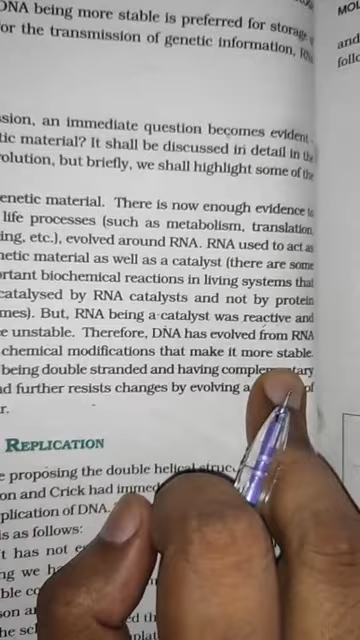 DNA being more stable is preferred for storage
or the transmission of genetic information,
MOL
and
ssion, an immediate question becomes evident
tic material? It shall be discussed in detail in the
volution, but briefly, we shall highlight some of the
enetic material. There is now enough evidence to
life processes (such as metabolism, translation,
ing, etc.), evolved around RNA. RNA used to act as
netic material as well as a catalyst (there are some
rtant biochemical reactions in living systems that
catalysed by RNA catalysts and not by protein
mes). But, RNA being a catalyst was reactive and
e unstable. Therefore, DNA has evolved from RNA
chemical modifications that make it more stable.
being double stranded and having complementary
d further resists changes by evolving a of
r.
REPLICATION
e proposing the double helical struc
on and Crick had immed
plication of DNA.
is as follows:
t has not e
ng we ha
ble co
son a
he sc